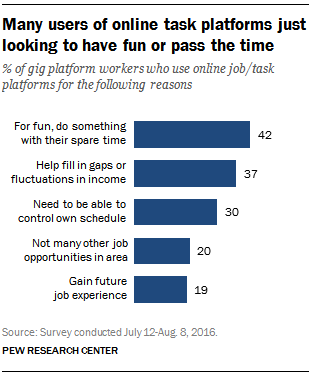 Many users of online task platforms just
looking to have fun or pass the time
% of gig platform workers who use online job/task
platforms for the following reasons
For fun, do something
with their spare time
42
Help fill in gaps or
fluctuations in income
37
Need to be able to
control own schedule
30
Not many other job
opportunities in area
20
Gain future
job experience
19
Source: Survey conducted July 12-Aug. 8, 2016.
PEW RESEARCH CENTER